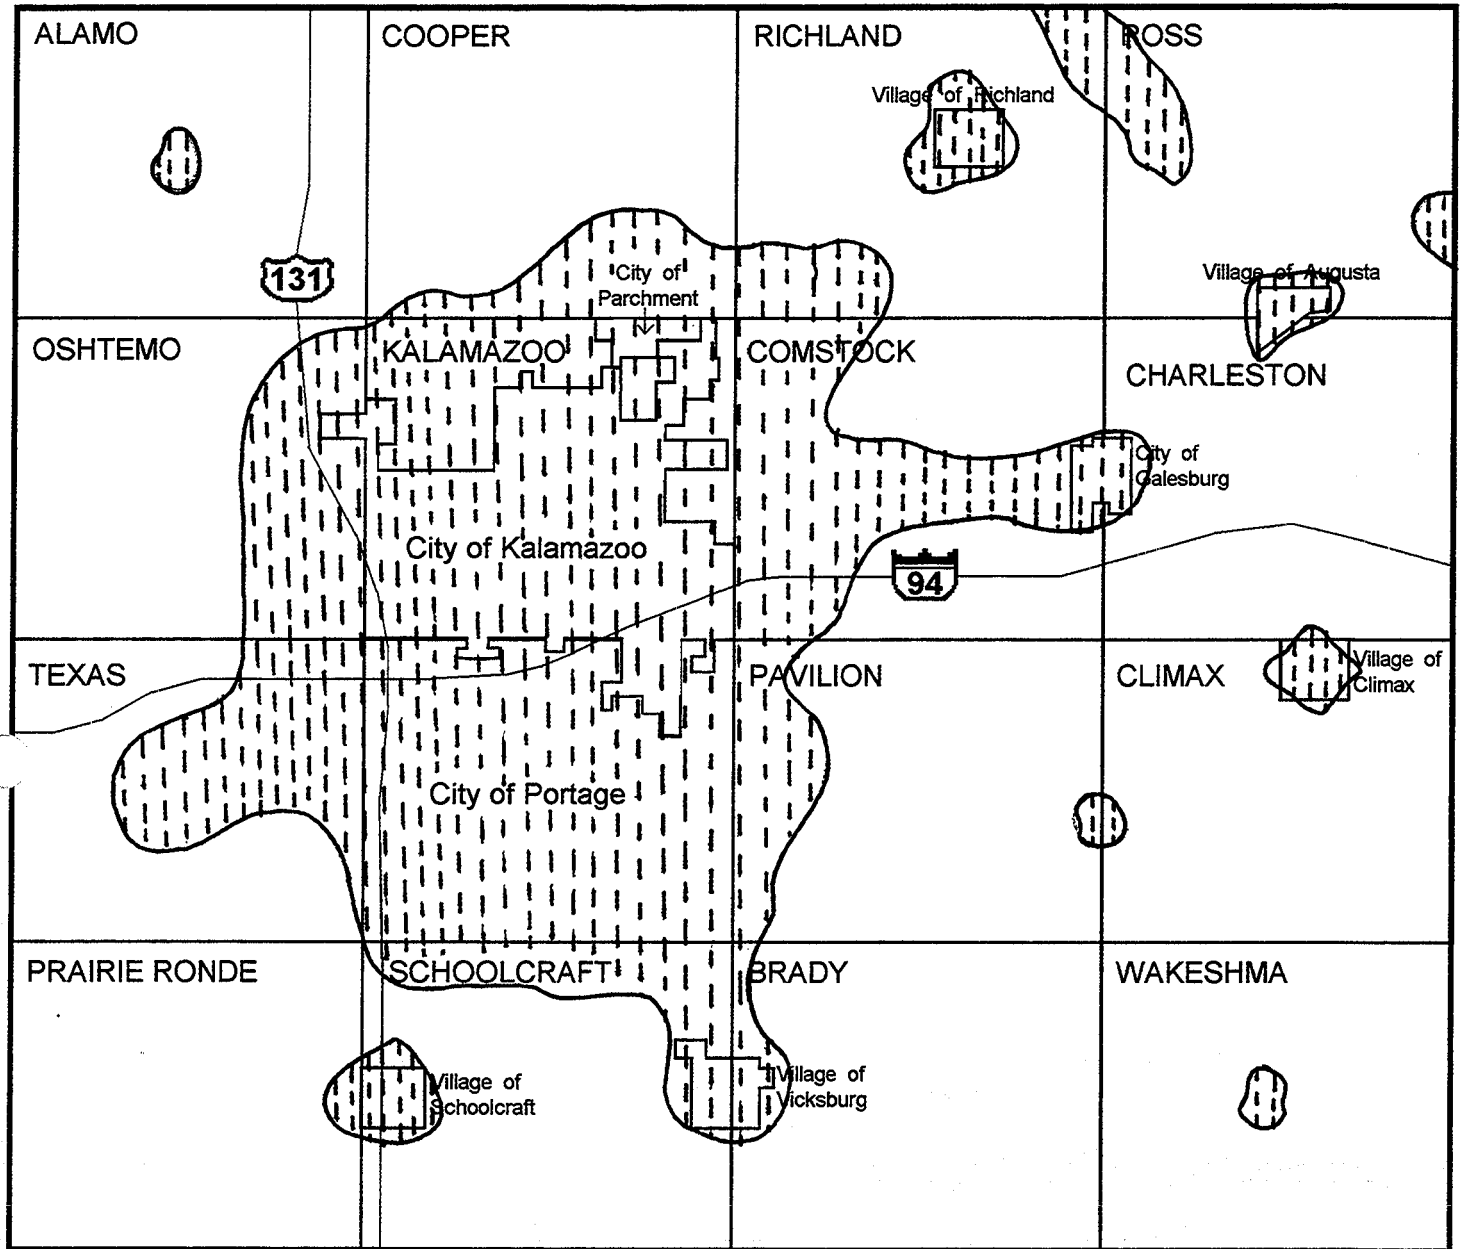 ALAMO
COOPER
RICHLAND
ROSS
Village of Richland
131
City of
Parchment
Village of Augusta
OSHTEMO
KALAMAZOO
COMSTOCK
CHARLESTON
City of
Galesburg
City of Kalamazoo
94
TEXAS
PAVILION
CLIMAX
Village of
Climax
City of Portage
PRAIRIE RONDE
SCHOOLCRAFT
BRADY
WAKESHMA
Village of
Schoolcraft
Village of
Vicksburg